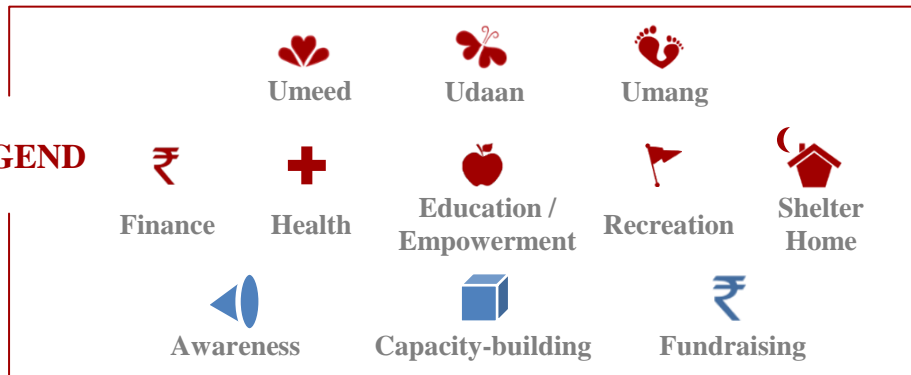 Umeed Udaan Umang
GEND
₹
Finance Health Education / Empowerment Recreation Shelter Home
₹
Awareness Capacity-building Fundraising